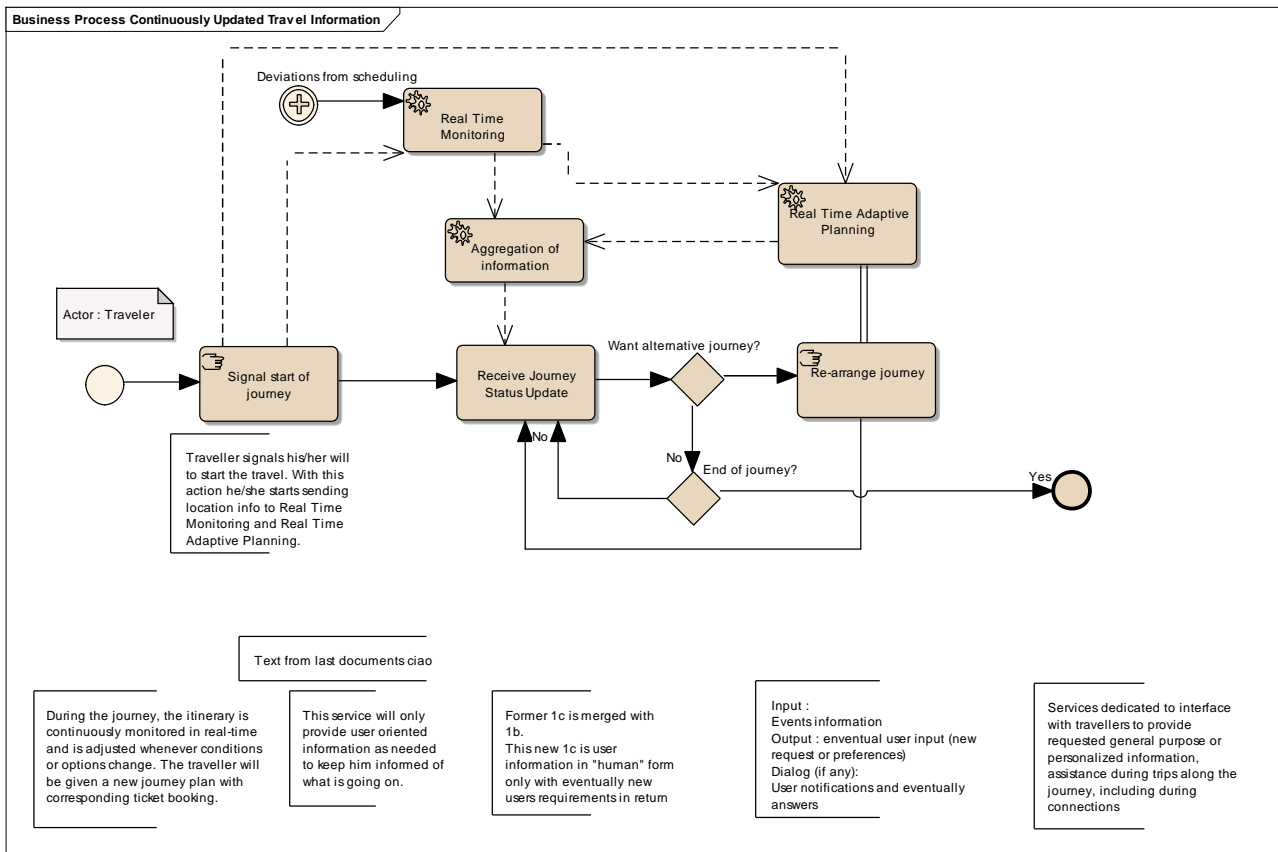 Business Process Continuously Updated Travel Information
Deviations from scheduling
Real Time
Monitoring
Real Time Adaptive
Planning
Aggregation of
information
Actor : Traveler
Signal start of
journey
Receive Journey
Status Update
Want alternative journey?
Re-arrange journey
No
No
End of journey?
Yes
Traveller signals his/her will
to start the travel. With this
action he/she starts sending
location info to Real Time
Monitoring and Real Time
Adaptive Planning.
Text from last documents ciao
During the journey, the itinerary is
continuously monitored in real-time
and is adjusted whenever conditions
or options change. The traveller will
be given a new journey plan with
corresponding ticket booking.
This service will only
provide user oriented
information as needed
to keep him informed of
what is going on.
Former 1c is merged with
1b.
This new 1c is user
information in "human" form
only with eventually new
users requirements in return
Input :
Events information
Output : enventual user input (new
request or preferences)
Dialog (if any):
User notifications and eventually
answers
Services dedicated to interface
with travellers to provide
requested general purpose or
personalized information,
assistance during trips along the
journey, including during
connections